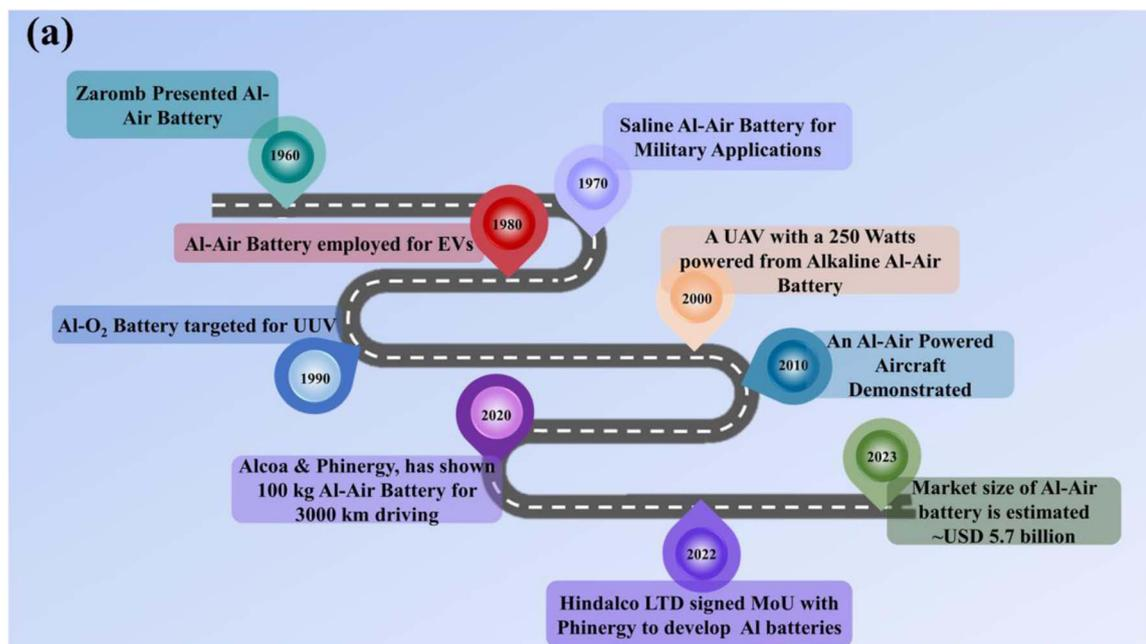 (a)
Zaromb Presented Al-
Air Battery
1960
Saline Al-Air Battery for
Military Applications
1970
Al-Air Battery employed for EVs
1980
A UAV with a 250 Watts
powered from Alkaline Al-Air
Battery
2000
Al-O₂ Battery targeted for UUV
1990
2010
An Al-Air Powered
Aircraft
Demonstrated
2020
Alcoa & Phinergy, has shown
100 kg Al-Air Battery for
3000 km driving
2023
Market size of Al-Air
battery is estimated
~USD 5.7 billion
2022
Hindalco LTD signed MoU with
Phinergy to develop Al batteries